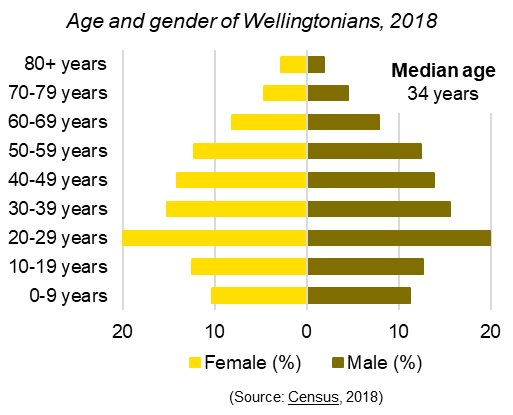 Age and gender of Wellingtonians, 2018
80+ years
Median age
34 years
70-79 years
60-69 years
50-59 years
40-49 years
30-39 years
20-29 years
10-19 years
0-9 years
20 10 0 10 20
Female (%) Male (%)
(Source: Census, 2018)